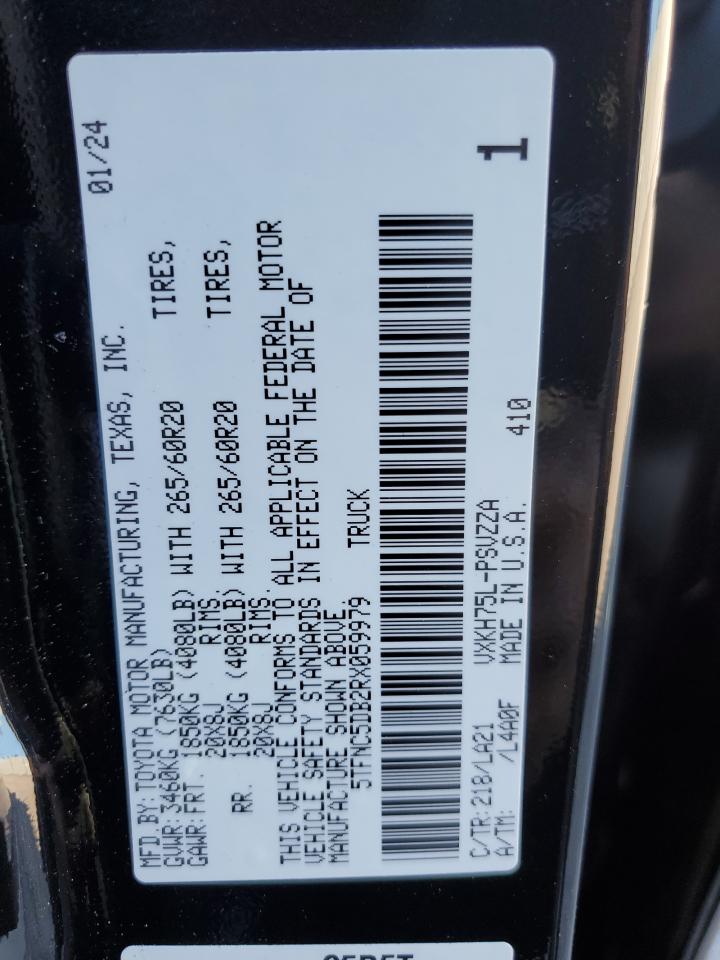 MFD.BY:TOYOTA MOTOR MANUFACTURING, TEXAS, INC. 01/24
GVWR:3460KG (7630LB)
GAWR:FRT. 1850KG (4080LB) WITH 265/60R20 TIRES,
20X8J RIMS.
RR. 1850KG (4080LB) WITH 265/60R20 TIRES,
20X8J RIMS.
THIS VEHICLE CONFORMS TO ALL APPLICABLE FEDERAL MOTOR
VEHICLE SAFETY STANDARDS IN EFFECT ON THE DATE OF
MANUFACTURE SHOWN ABOVE.
5TFNC5DB2RX059979 TRUCK
1
C/TR:218/LA21 VXKH75L-PSVZZA
A/TM: /L4A0F MADE IN U.S.A. 410